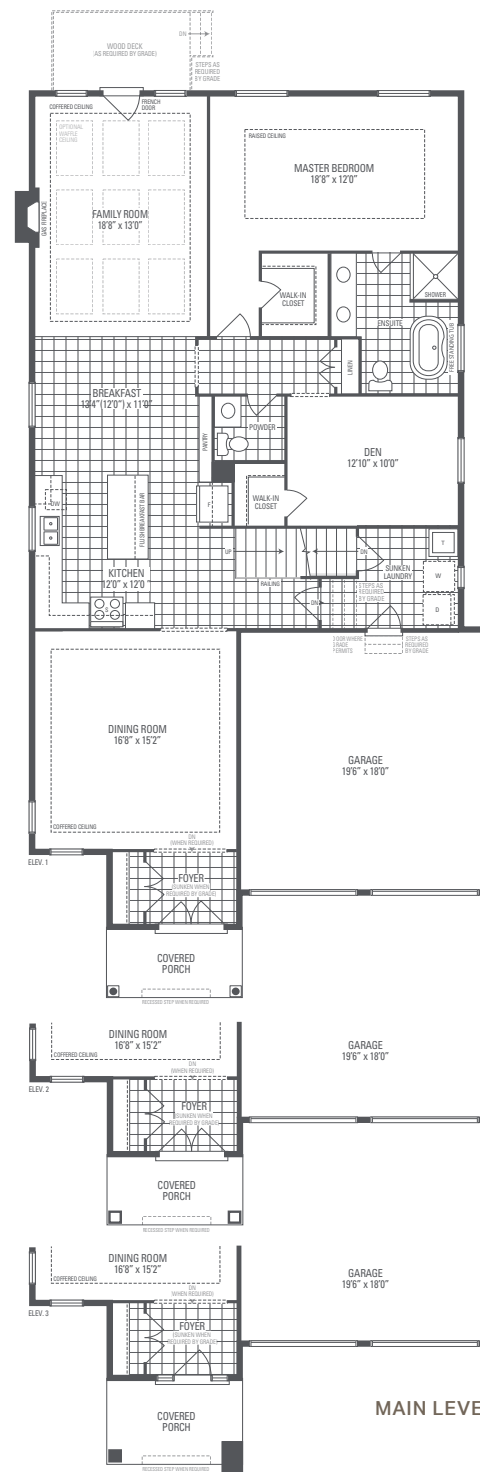 DN
WOOD DECK
(AS REQUIRED BY GRADE)
STEPS AS
REQUIRED
BY GRADE
COFFERED CEILING
FRENCH
DOOR
OPTIONAL
WAFFLE
CEILING
RAISED CEILING
MASTER BEDROOM
18'8" x 12'0"
GAS FIREPLACE
FAMILY ROOM
18'8" x 13'0"
WALK-IN
CLOSET
SHOWER
ENSUITE
FREE STANDING TUB
LINEN
BREAKFAST
13'4"(12'0") x 11'0"
POWDER
PANTRY
DEN
12'10" x 10'0"
DW
FLUSH BREAKFAST BAR
F
WALK-IN
CLOSET
UP
DN
T
KITCHEN
12'0" x 12'0
RAILING
SUNKEN
LAUNDRY
W
S
DN
STEPS AS
REQUIRED
BY GRADE
D
WHERE
STEPS AS
REQUIRED
BY GRADE
DINING ROOM
16'8" x 15'2"
GARAGE
19'6" x 18'0"
COFFERED CEILING
DN
(WHEN REQUIRED)
ELEV. 1
FOYER
(SUNKEN WHEN
REQUIRED BY GRADE)
COVERED
PORCH
RECESSED STEP WHEN REQUIRED
DINING ROOM
16'8" x 15'2"
GARAGE
19'6" x 18'0"
COFFERED CEILING
DN
(WHEN REQUIRED)
ELEV. 2
FOYER
(SUNKEN WHEN
REQUIRED BY GRADE)
COVERED
PORCH
RECESSED STEP WHEN REQUIRED
DINING ROOM
16'8" x 15'2"
GARAGE
19'6" x 18'0"
COFFERED CEILING
DN
(WHEN REQUIRED)
ELEV. 3
FOYER
(SUNKEN WHEN
REQUIRED BY GRADE)
COVERED
PORCH
MAIN LEVE
RECESSED STEP WHEN REQUIRED